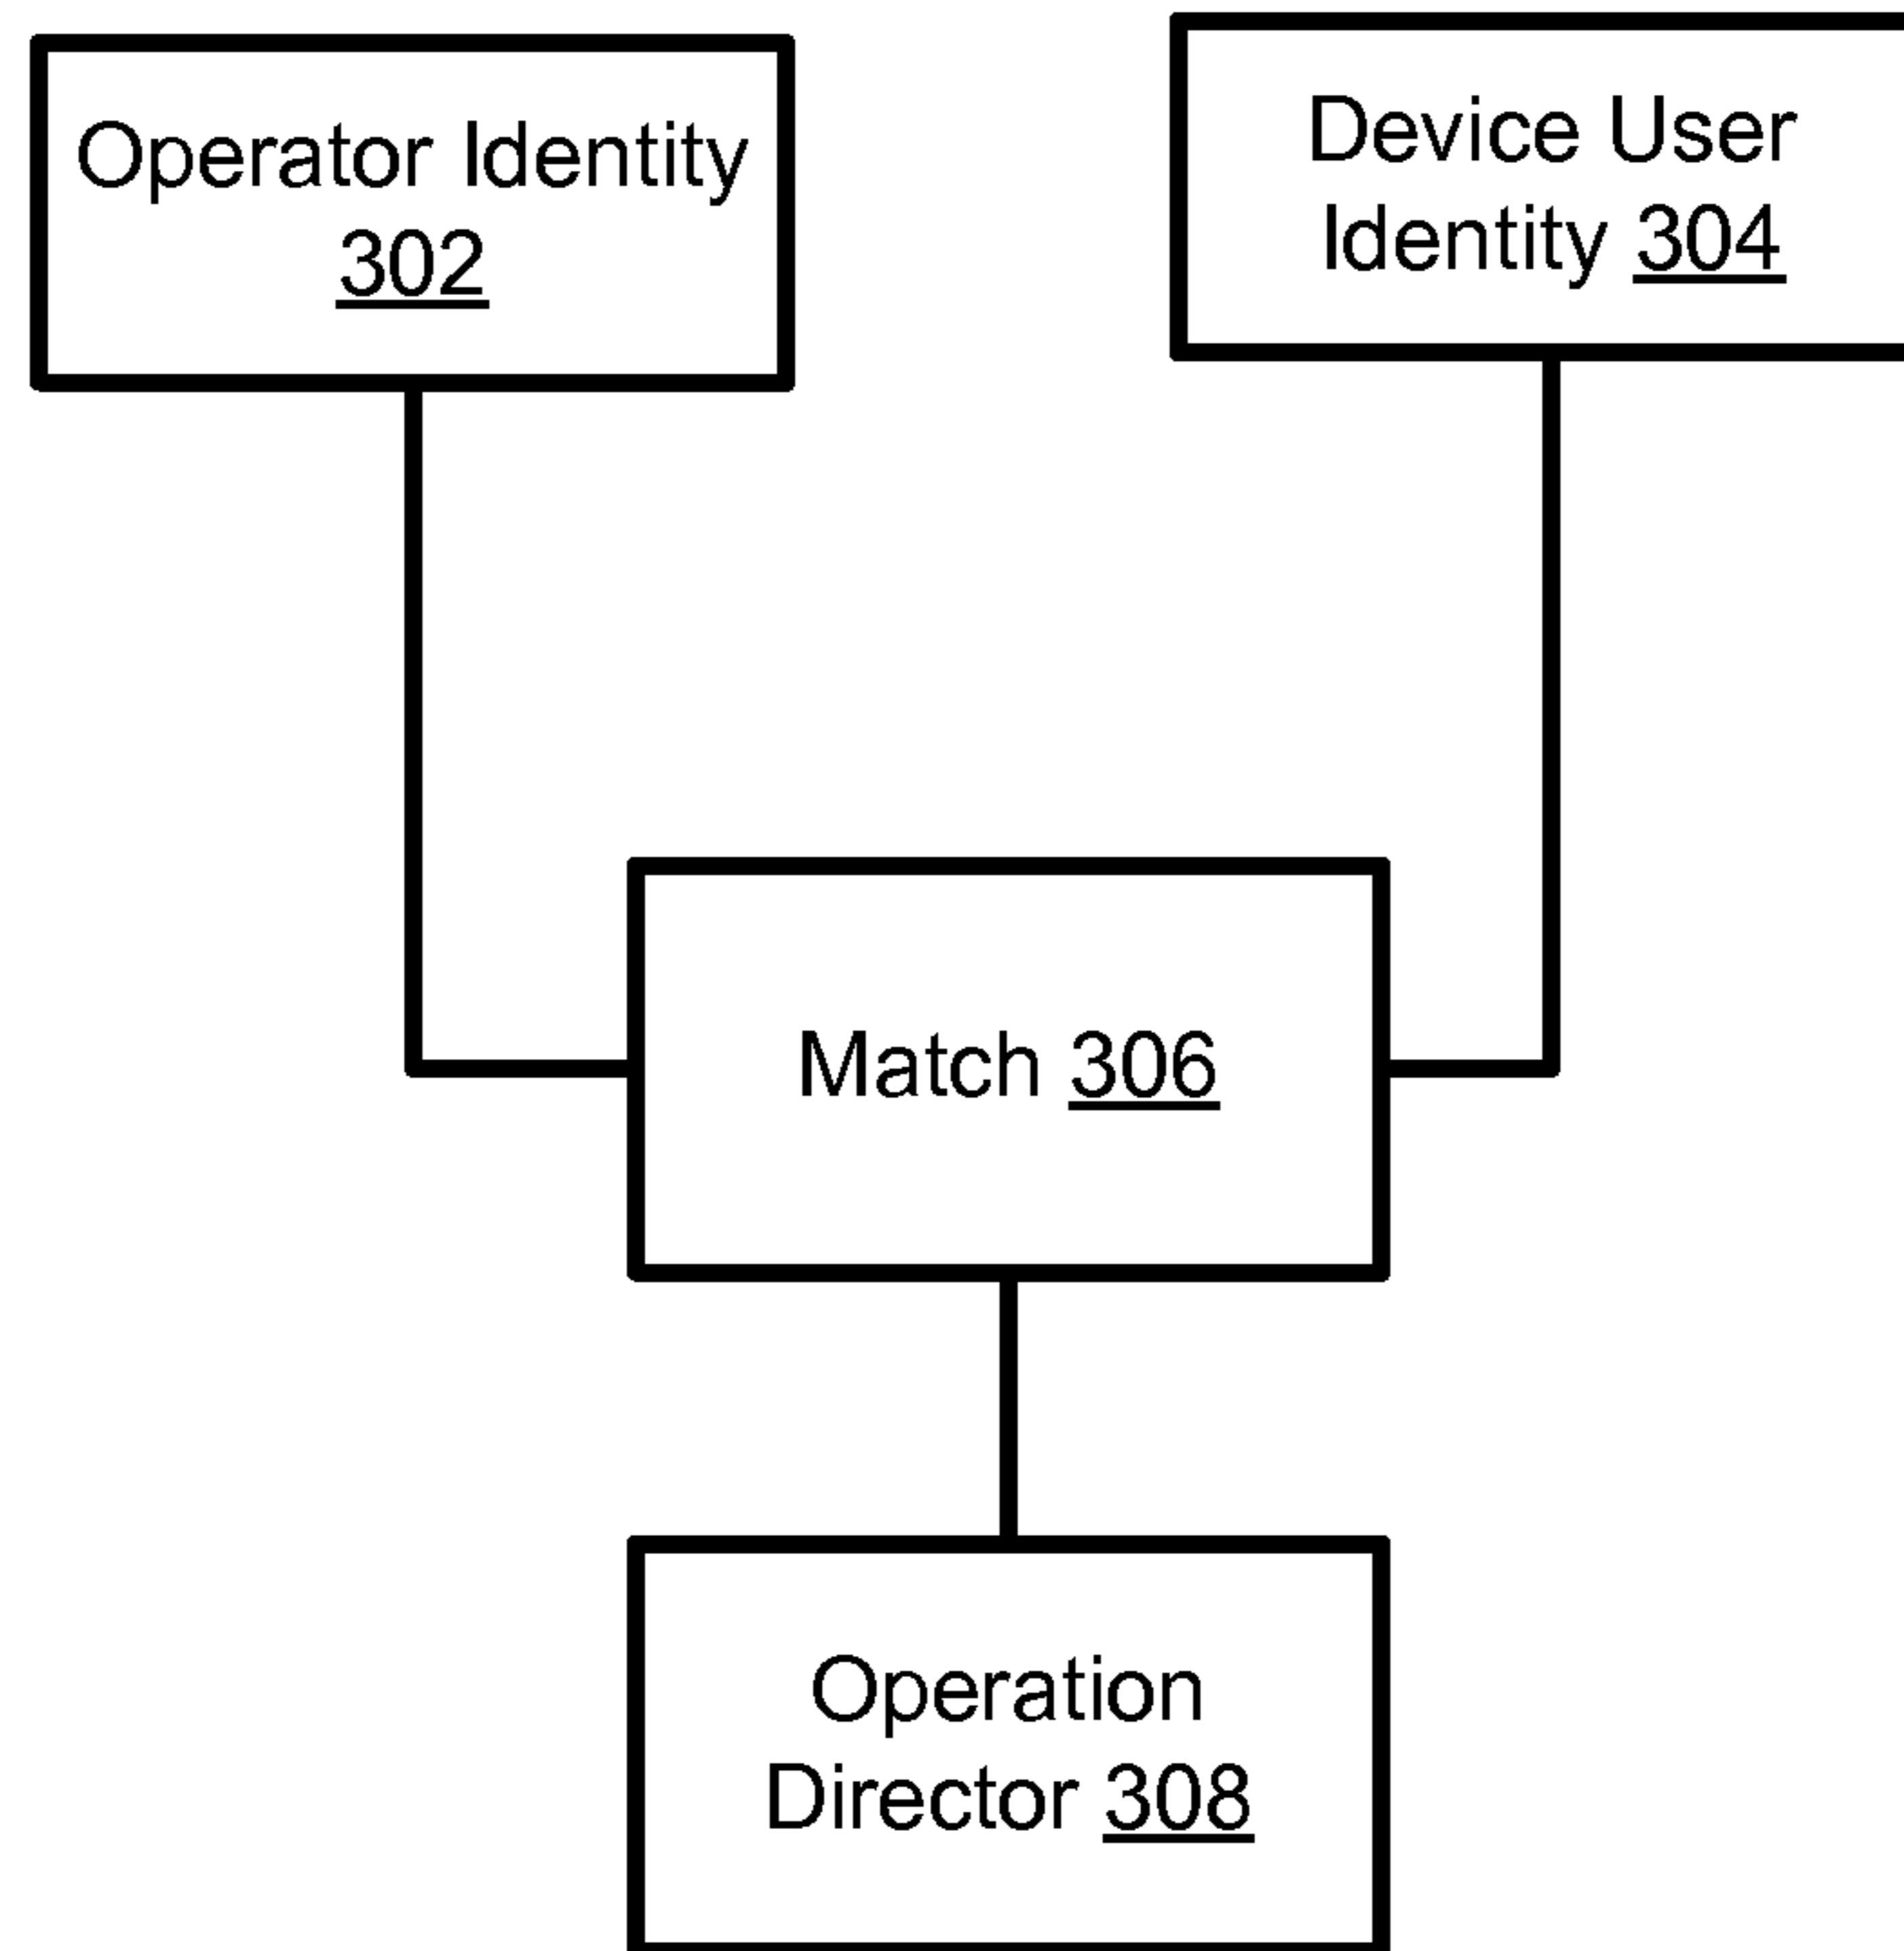 Operator Identity
302
Device User
Identity 304
Match 306
Operation
Director 308